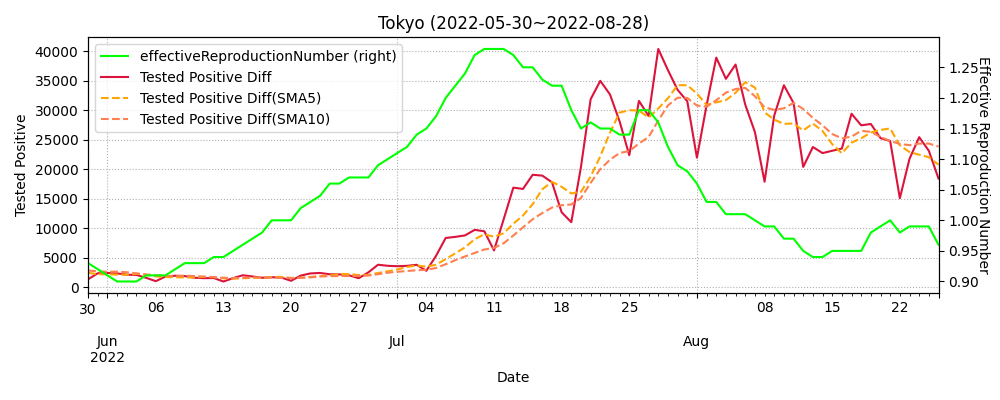 Tokyo (2022-05-30~2022-08-28)
effectiveReproductionNumber (right)
Tested Positive Diff
Tested Positive Diff(SMA5)
Tested Positive Diff(SMA10)
Tested Positive
40000
35000
30000
25000
20000
15000
10000
5000
0
Effective Reproduction Number
1.25
1.20
1.15
1.10
1.05
1.00
0.95
0.90
30 06 13 20 27 04 11 18 25 08 15 22
Jun Jul Aug
2022
Date